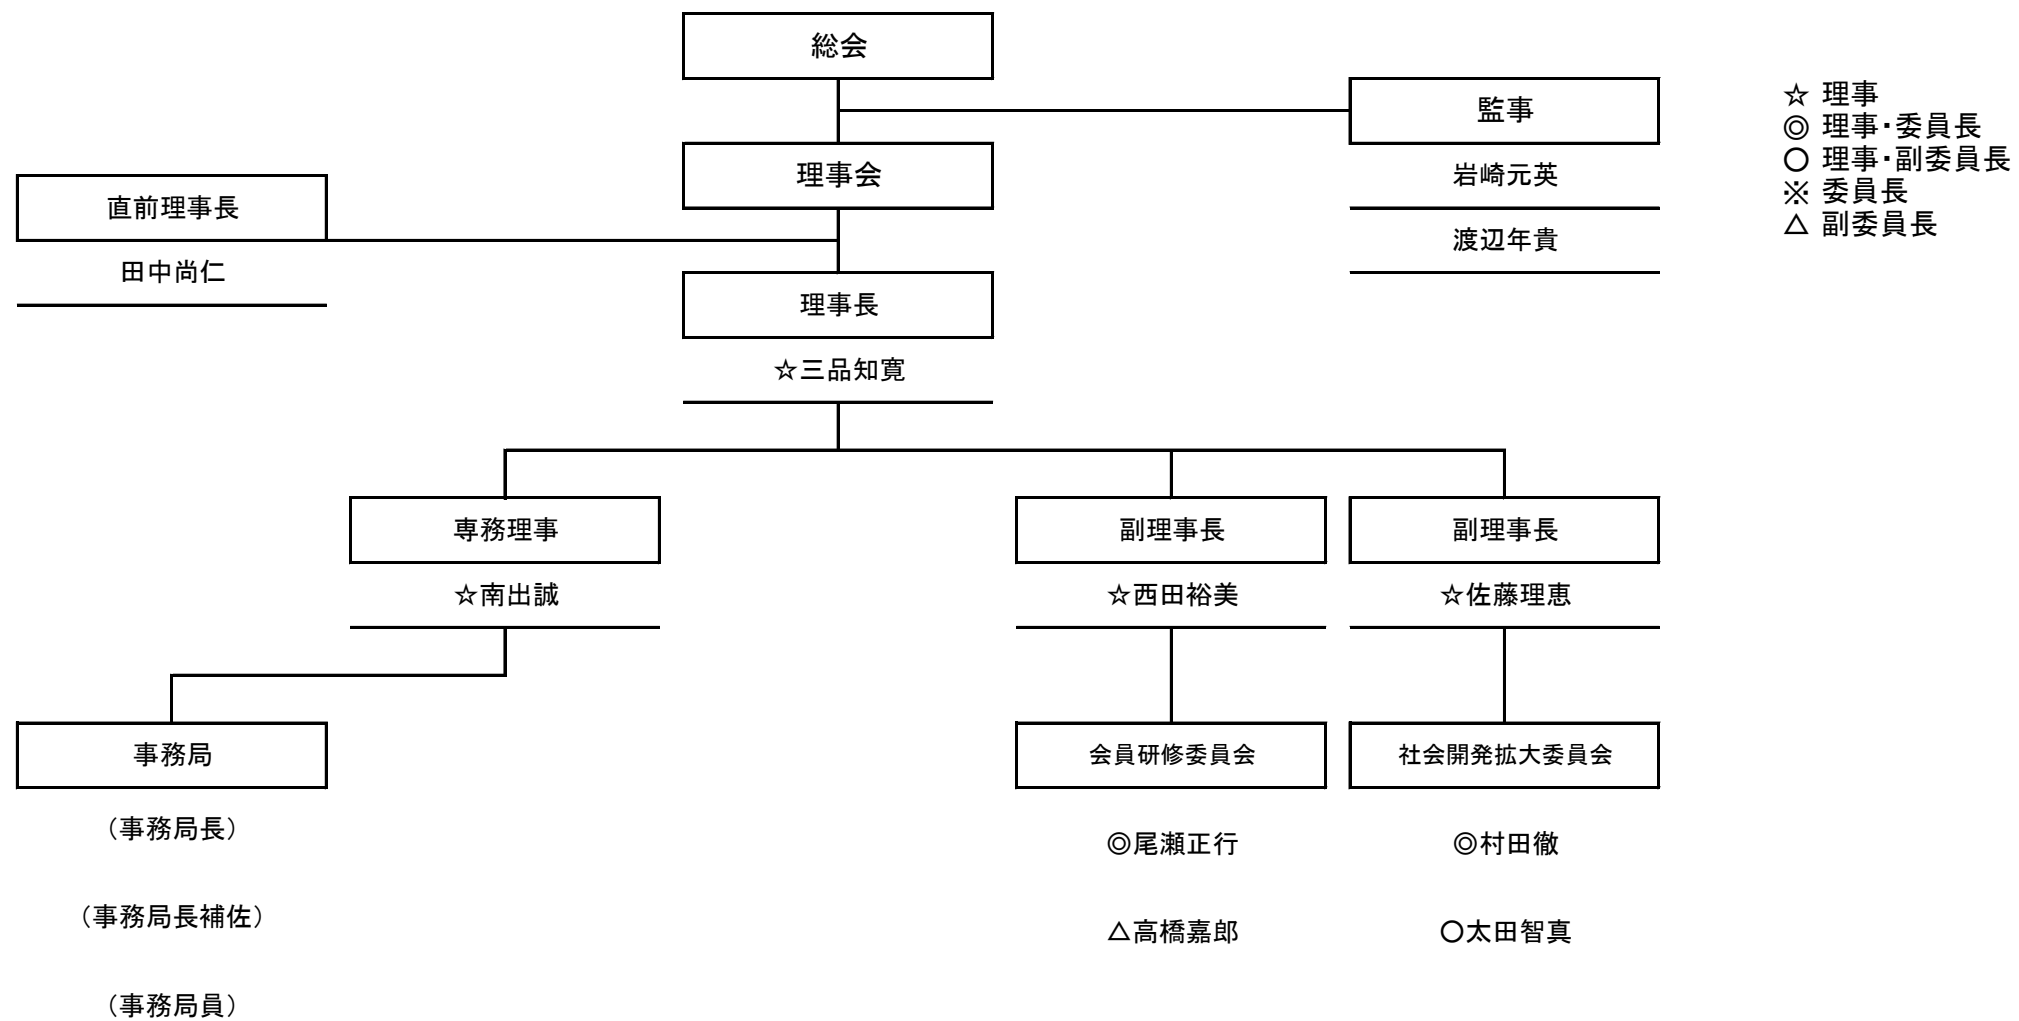 総会
監事
☆ 理事
◎ 理事・委員長
○ 理事・副委員長
※ 委員長
△ 副委員長
理事会
岩崎元英
直前理事長
渡辺年貴
田中尚仁
理事長
☆三品知寛
専務理事
副理事長
副理事長
☆南出誠
☆西田裕美
☆佐藤理恵
事務局
会員研修委員会
社会開発拡大委員会
（事務局長）
◎尾瀬正行
◎村田徹
（事務局長補佐）
△高橋嘉郎
○太田智真
（事務局員）